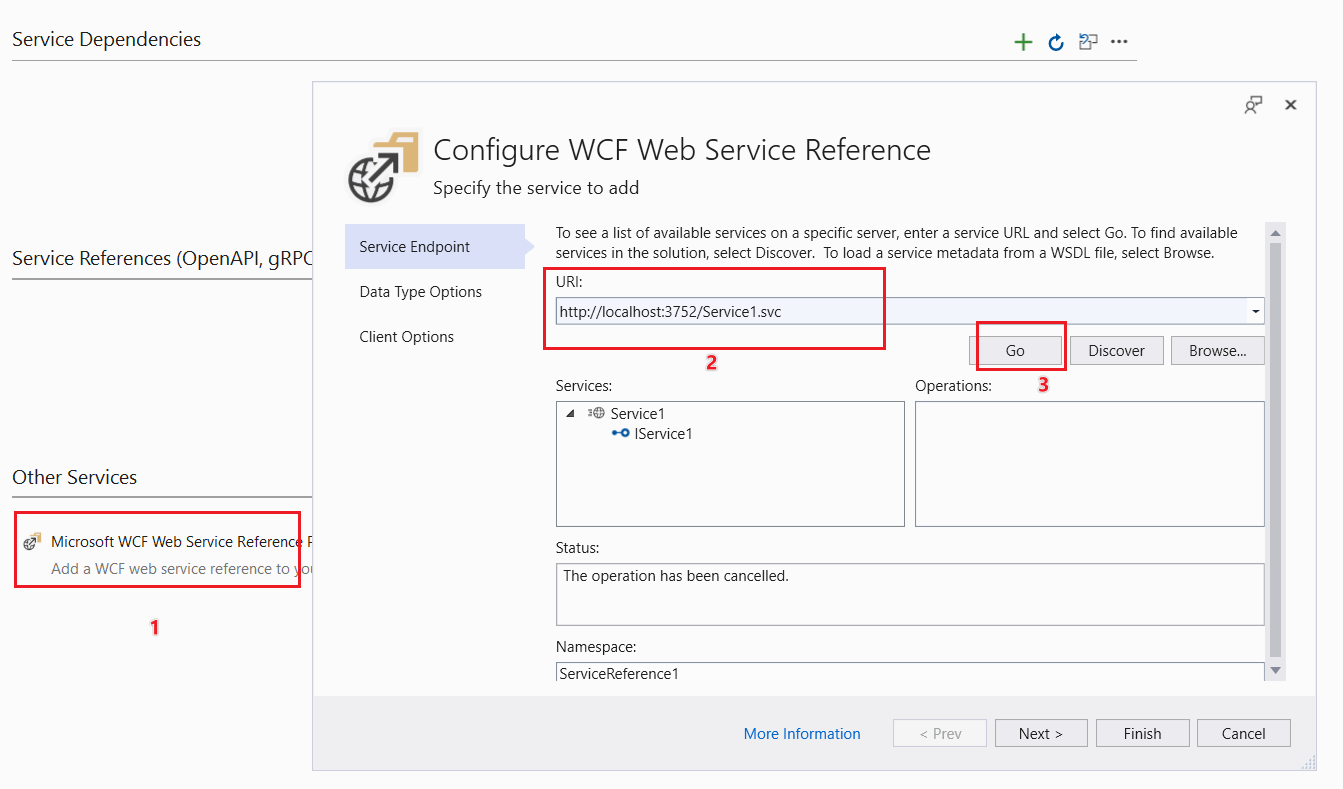 Service Dependencies
Configure WCF Web Service Reference
Specify the service to add
Service Endpoint
Data Type Options
Client Options
To see a list of available services on a specific server, enter a service URL and select Go. To find available
services in the solution, select Discover.  To load a service metadata from a WSDL file, select Browse.
URI:
http://localhost:3752/Service1.svc
2
Go
Discover
Browse...
3
Services:
Operations:
Service1
IService1
Status:
The operation has been cancelled.
Namespace:
ServiceReference1
More Information
< Prev
Next >
Finish
Cancel
Service References (OpenAPI, gRPC
Other Services
Microsoft WCF Web Service Reference
Add a WCF web service reference to
1